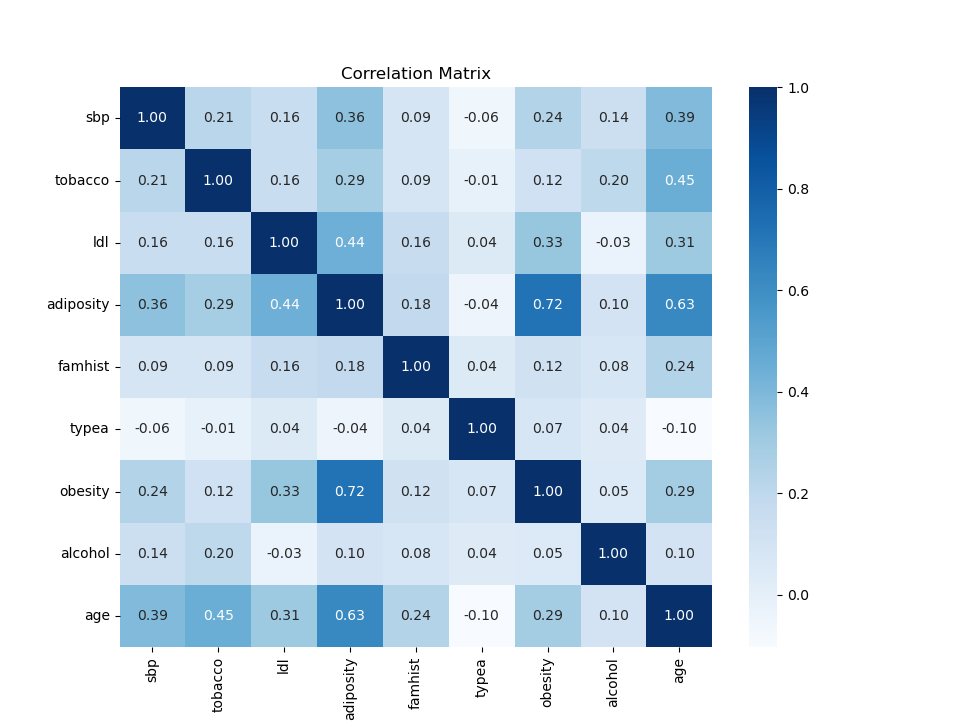 Correlation Matrix
sbp 1.00 0.21 0.16 0.36 0.09 -0.06 0.24 0.14 0.39
tobacco 0.21 1.00 0.16 0.29 0.09 -0.01 0.12 0.20 0.45
ldl 0.16 0.16 1.00 0.44 0.16 0.04 0.33 -0.03 0.31
adiposity 0.36 0.29 0.44 1.00 0.18 -0.04 0.72 0.10 0.63
famhist 0.09 0.09 0.16 0.18 1.00 0.04 0.12 0.08 0.24
typea -0.06 -0.01 0.04 -0.04 0.04 1.00 0.07 0.04 -0.10
obesity 0.24 0.12 0.33 0.72 0.12 0.07 1.00 0.05 0.29
alcohol 0.14 0.20 -0.03 0.10 0.08 0.04 0.05 1.00 0.10
age 0.39 0.45 0.31 0.63 0.24 -0.10 0.29 0.10 1.00
sbp tobacco ldl adiposity famhist typea obesity alcohol age
1.0
0.8
0.6
0.4
0.2
0.0